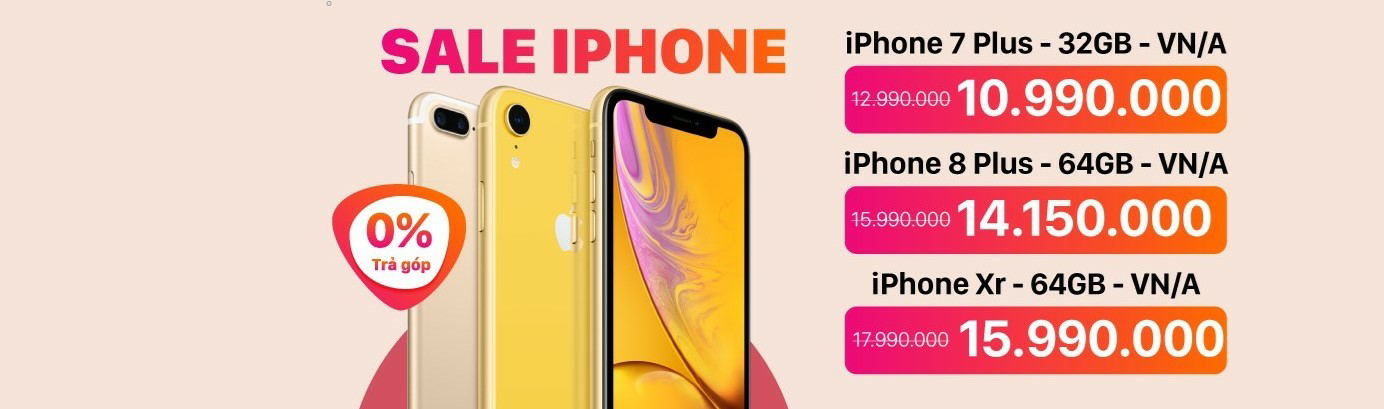 SALE IPHONE
0%
Trả góp
iPhone 7 Plus - 32GB - VN/A
12.990.000 10.990.000
iPhone 8 Plus - 64GB - VN/A
15.990.000 14.150.000
iPhone Xr - 64GB - VN/A
17.990.000 15.990.000